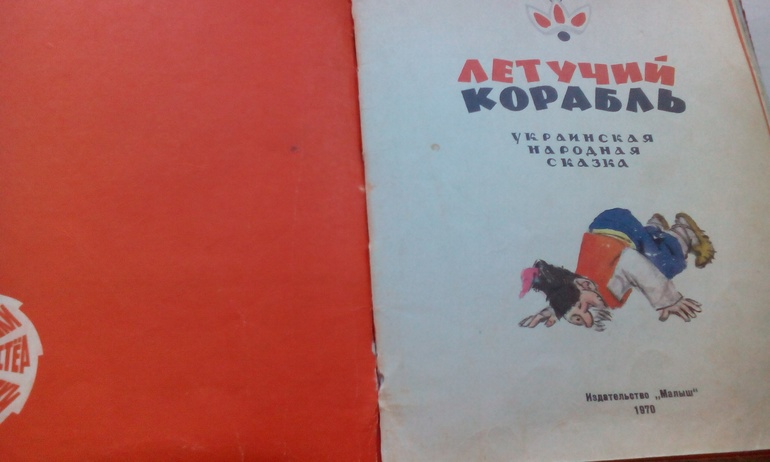 ЛЕТУЧИЙ
КОРАБЛЬ
УКРАИНСКАЯ
НАРОДНАЯ
СКАЗКА
Издательство „Малыш"
1970